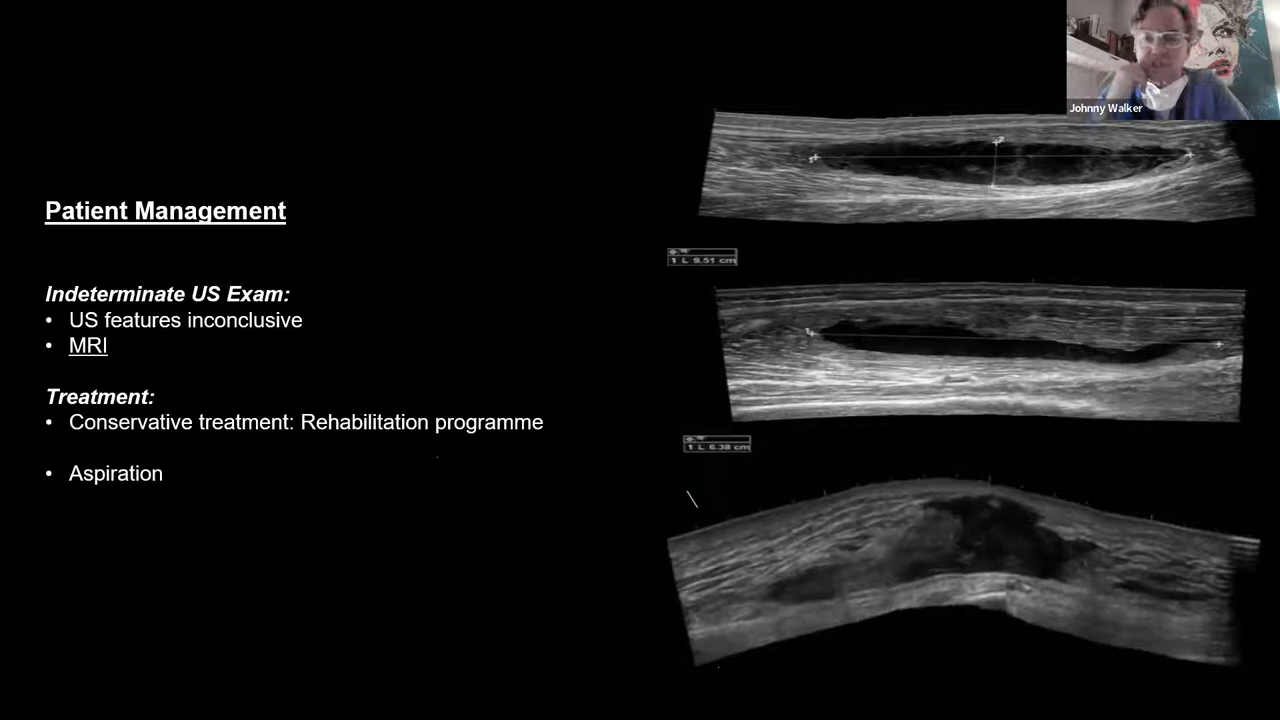 Johnny Walker
Patient Management
Indeterminate US Exam:
• US features inconclusive
• MRI
Treatment:
• Conservative treatment: Rehabilitation programme
• Aspiration
1 L 9.51 cm
1 L 6.38 cm